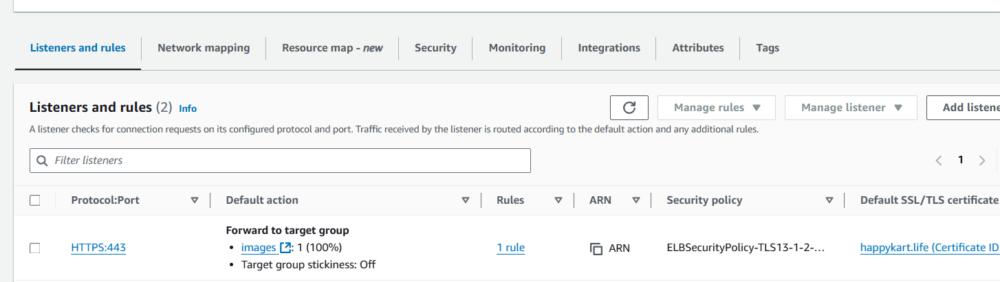 Listeners and rules Network mapping Resource map - new Security Monitoring Integrations Attributes Tags
Listeners and rules (2) Info Manage rules Manage listener Add listene
A listener checks for connection requests on its configured protocol and port. Traffic received by the listener is routed according to the default action and any additional rules.
Filter listeners 1
Protocol:Port Default action Rules ARN Security policy Default SSL/TLS certificate
Forward to target group
HTTPS:443 • images : 1 (100%) 1 rule ARN ELBSecurityPolicy-TLS13-1-2-... happykart.life (Certificate ID
• Target group stickiness: Off